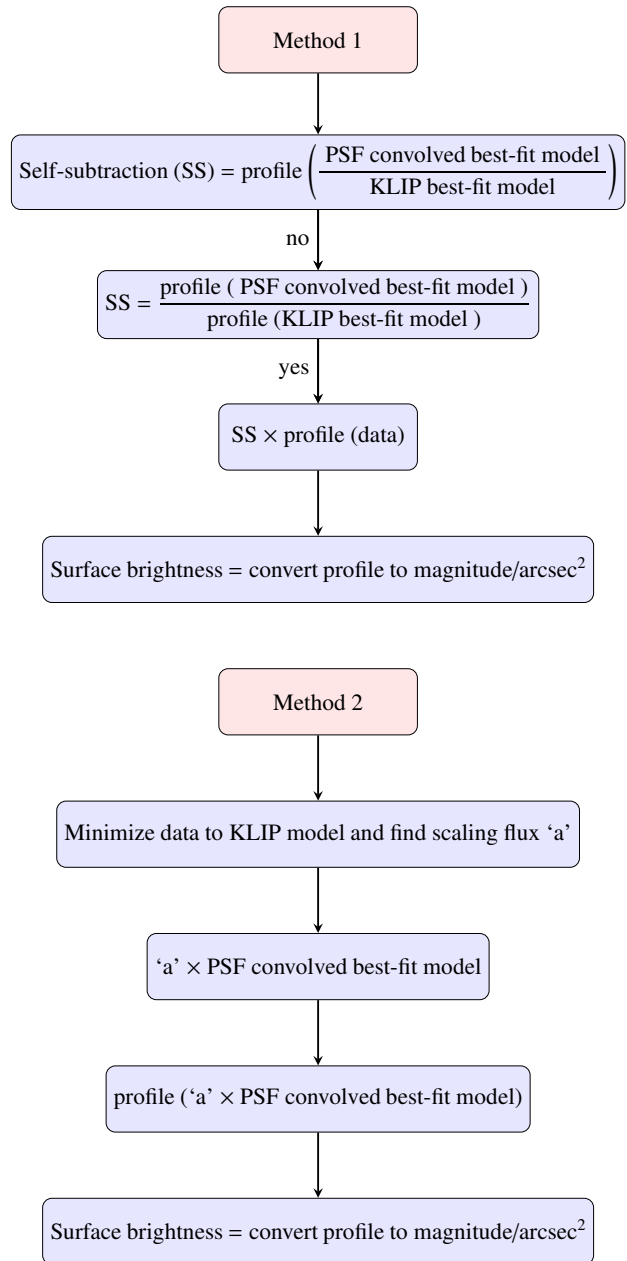 Method 1
Self-subtraction (SS) = profile ( PSF convolved best-fit model / KLIP best-fit model )
no
SS = profile ( PSF convolved best-fit model ) / profile (KLIP best-fit model )
yes
SS × profile (data)
Surface brightness = convert profile to magnitude/arcsec²
Method 2
Minimize data to KLIP model and find scaling flux ‘a’
‘a’ × PSF convolved best-fit model
profile (‘a’ × PSF convolved best-fit model)
Surface brightness = convert profile to magnitude/arcsec²